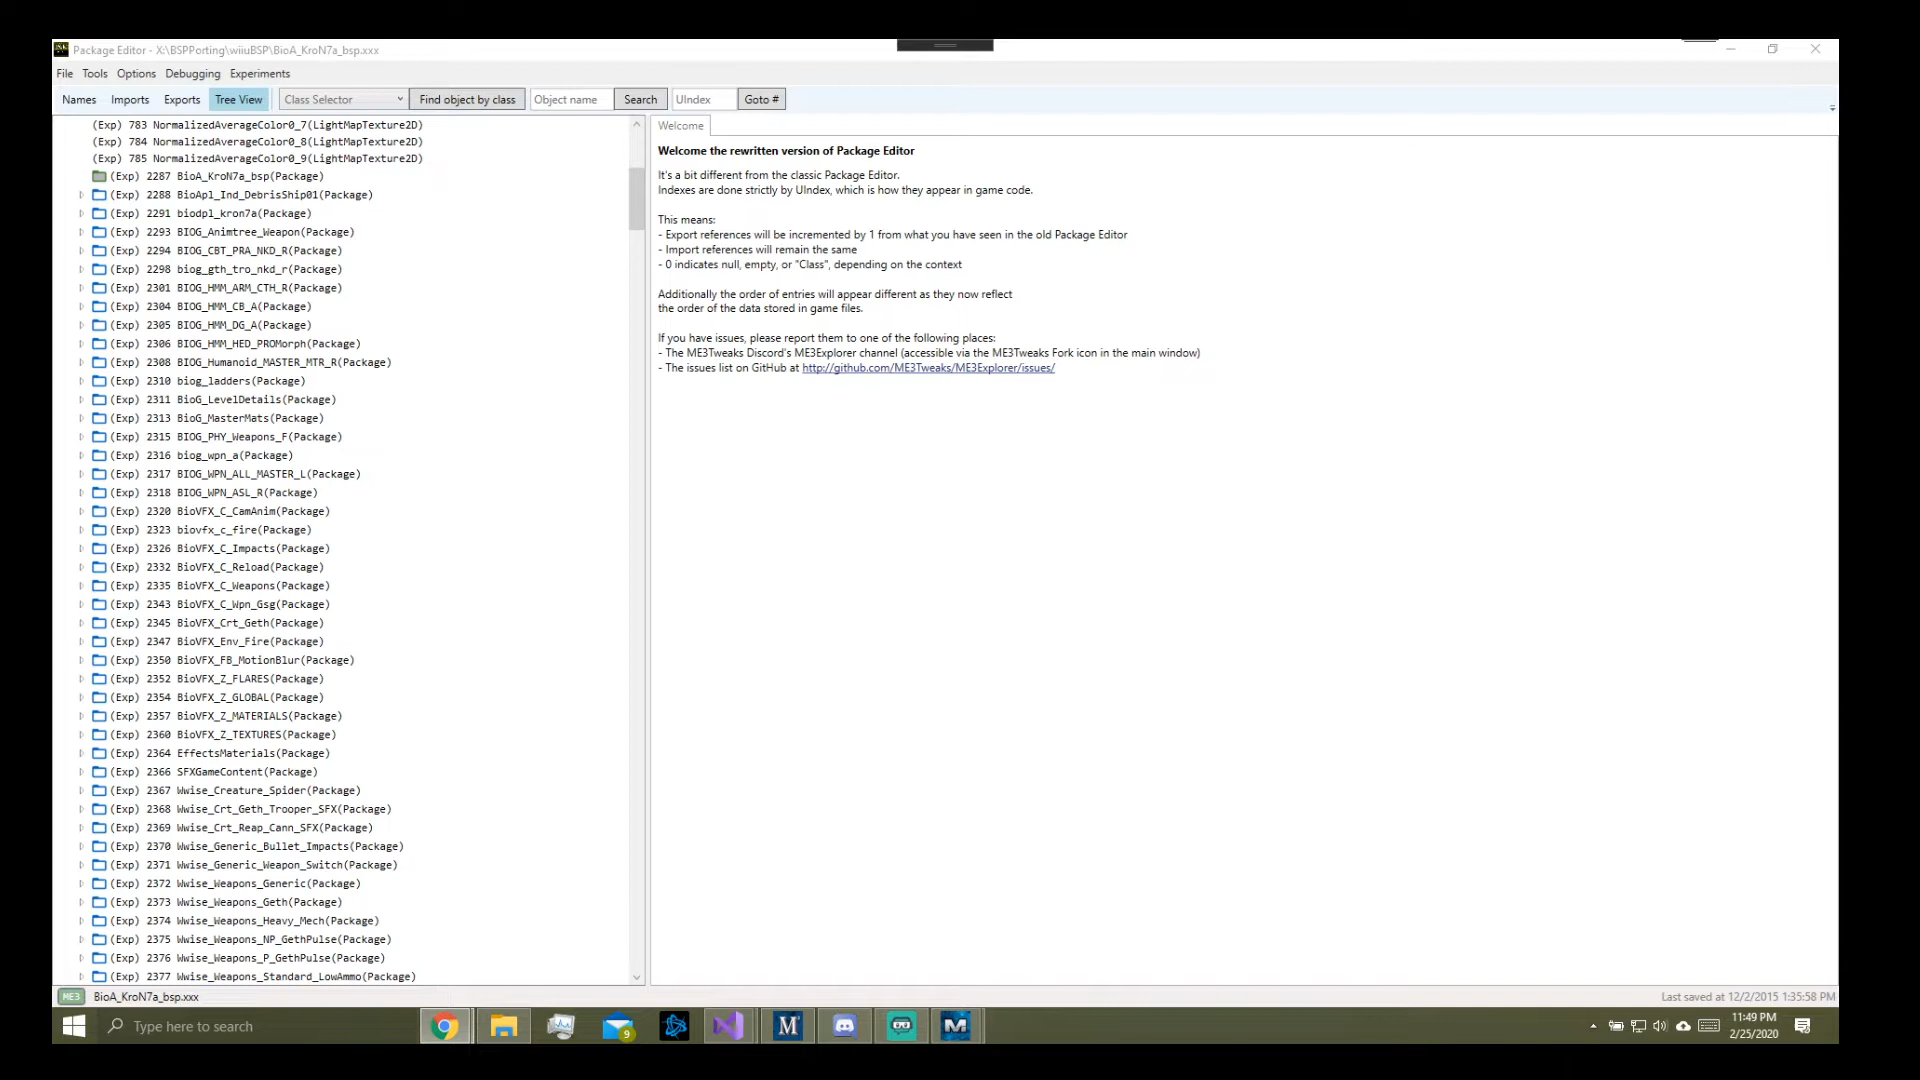 Package Editor - X:\BSPPorting\wiiuBSP\BioA_KroN7a_bsp.xxx
File Tools Options Debugging Experiments
Names Imports Exports Tree View Class Selector Find object by class Object name Search UIndex Goto #
(Exp) 783 NormalizedAverageColor0_7(LightMapTexture2D)
(Exp) 784 NormalizedAverageColor0_8(LightMapTexture2D)
(Exp) 785 NormalizedAverageColor0_9(LightMapTexture2D)
(Exp) 2287 BioA_KroN7a_bsp(Package)
(Exp) 2288 BioApl_Ind_DebrisShip01(Package)
(Exp) 2291 biodpl_kron7a(Package)
(Exp) 2293 BIOG_Animtree_Weapon(Package)
(Exp) 2294 BIOG_CBT_PRA_NKD_R(Package)
(Exp) 2298 biog_gth_tro_nkd_r(Package)
(Exp) 2301 BIOG_HMM_ARM_CTH_R(Package)
(Exp) 2304 BIOG_HMM_CB_A(Package)
(Exp) 2305 BIOG_HMM_DG_A(Package)
(Exp) 2306 BIOG_HMM_HED_PROMorph(Package)
(Exp) 2308 BIOG_Humanoid_MASTER_MTR_R(Package)
(Exp) 2310 biog_ladders(Package)
(Exp) 2311 BioG_LevelDetails(Package)
(Exp) 2313 BioG_MasterMats(Package)
(Exp) 2315 BIOG_PHY_Weapons_F(Package)
(Exp) 2316 biog_wpn_a(Package)
(Exp) 2317 BIOG_WPN_ALL_MASTER_L(Package)
(Exp) 2318 BIOG_WPN_ASL_R(Package)
(Exp) 2320 BioVFX_C_CamAnim(Package)
(Exp) 2323 biovfx_c_fire(Package)
(Exp) 2326 BioVFX_C_Impacts(Package)
(Exp) 2332 BioVFX_C_Reload(Package)
(Exp) 2335 BioVFX_C_Weapons(Package)
(Exp) 2343 BioVFX_C_Wpn_Gsg(Package)
(Exp) 2345 BioVFX_Crt_Geth(Package)
(Exp) 2347 BioVFX_Env_Fire(Package)
(Exp) 2350 BioVFX_FB_MotionBlur(Package)
(Exp) 2352 BioVFX_Z_FLARES(Package)
(Exp) 2354 BioVFX_Z_GLOBAL(Package)
(Exp) 2357 BioVFX_Z_MATERIALS(Package)
(Exp) 2360 BioVFX_Z_TEXTURES(Package)
(Exp) 2364 EffectsMaterials(Package)
(Exp) 2366 SFXGameContent(Package)
(Exp) 2367 Wwise_Creature_Spider(Package)
(Exp) 2368 Wwise_Crt_Geth_Trooper_SFX(Package)
(Exp) 2369 Wwise_Crt_Reap_Cann_SFX(Package)
(Exp) 2370 Wwise_Generic_Bullet_Impacts(Package)
(Exp) 2371 Wwise_Generic_Weapon_Switch(Package)
(Exp) 2372 Wwise_Weapons_Generic(Package)
(Exp) 2373 Wwise_Weapons_Geth(Package)
(Exp) 2374 Wwise_Weapons_Heavy_Mech(Package)
(Exp) 2375 Wwise_Weapons_NP_GethPulse(Package)
(Exp) 2376 Wwise_Weapons_P_GethPulse(Package)
(Exp) 2377 Wwise_Weapons_Standard_LowAmmo(Package)
Welcome
Welcome the rewritten version of Package Editor
It's a bit different from the classic Package Editor.
Indexes are done strictly by UIndex, which is how they appear in game code.
This means:
- Export references will be incremented by 1 from what you have seen in the old Package Editor
- Import references will remain the same
- 0 indicates null, empty, or "Class", depending on the context
Additionally the order of entries will appear different as they now reflect
the order of the data stored in game files.
If you have issues, please report them to one of the following places:
- The ME3Tweaks Discord's ME3Explorer channel (accessible via the ME3Tweaks Fork icon in the main window)
- The issues list on GitHub at http://github.com/ME3Tweaks/ME3Explorer/issues/
ME3 BioA_KroN7a_bsp.xxx
Last saved at 12/2/2015 1:35:58 PM
Type here to search
9
M
11:49 PM
2/25/2020